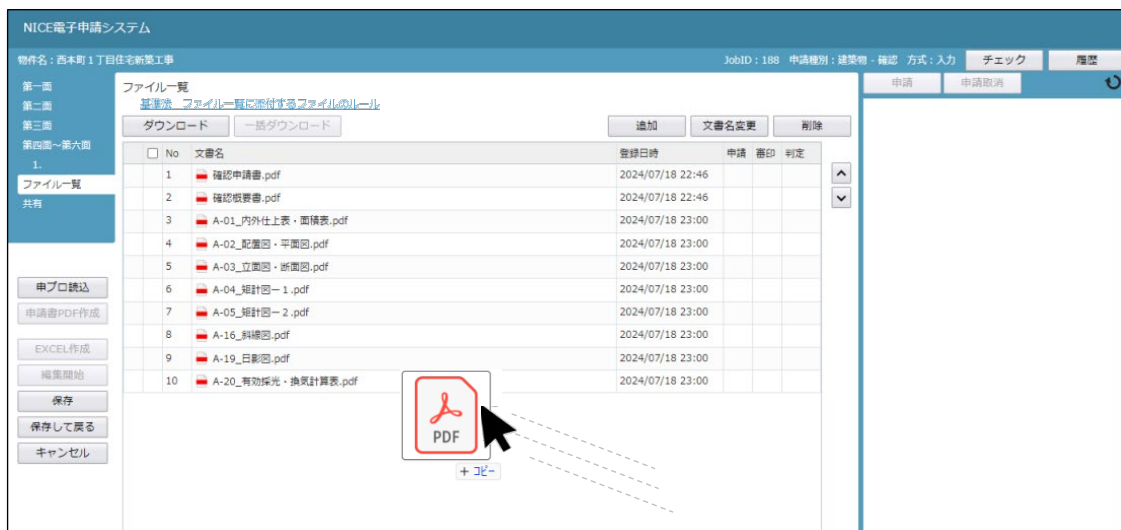 NICE電子申請システム
物件名：西本町1丁目住宅新築工事 JobID：188 申請種別：建築物 - 確認 方式：入力 チェック 履歴
第一面
第二面
第三面
第四面～第六面
1.
ファイル一覧
共有
申プロ読込
申請書PDF作成
EXCEL作成
編集開始
保存
保存して戻る
キャンセル
ファイル一覧
基準法 ファイル一覧に添付するファイルのルール
ダウンロード 一括ダウンロード 追加 文書名変更 削除
No 文書名 登録日時 申請 審印 判定
1 確認申請書.pdf 2024/07/18 22:46
2 確認概要書.pdf 2024/07/18 22:46
3 A-01_内外仕上表・面積表.pdf 2024/07/18 23:00
4 A-02_配置図・平面図.pdf 2024/07/18 23:00
5 A-03_立面図・断面図.pdf 2024/07/18 23:00
6 A-04_矩計図ー1.pdf 2024/07/18 23:00
7 A-05_矩計図ー2.pdf 2024/07/18 23:00
8 A-16_斜線図.pdf 2024/07/18 23:00
9 A-19_日影図.pdf 2024/07/18 23:00
10 A-20_有効採光・換気計算表.pdf 2024/07/18 23:00
PDF
+ コピー
申請 申請取消